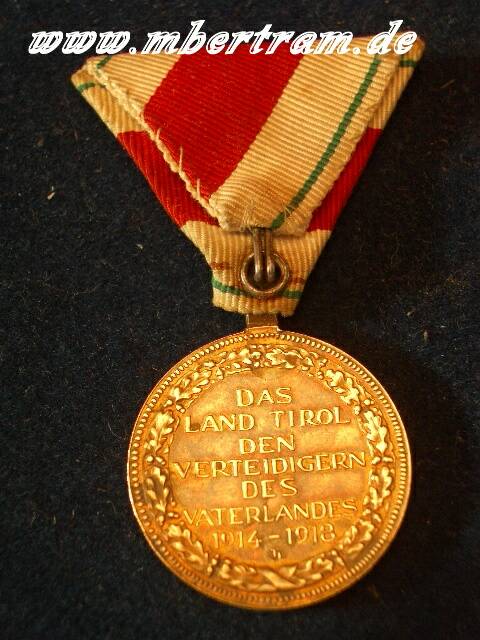 www.mbertram.de
DAS
LAND TIROL
DEN
VERTEIDIGERN
DES
VATERLANDES
1914-1918